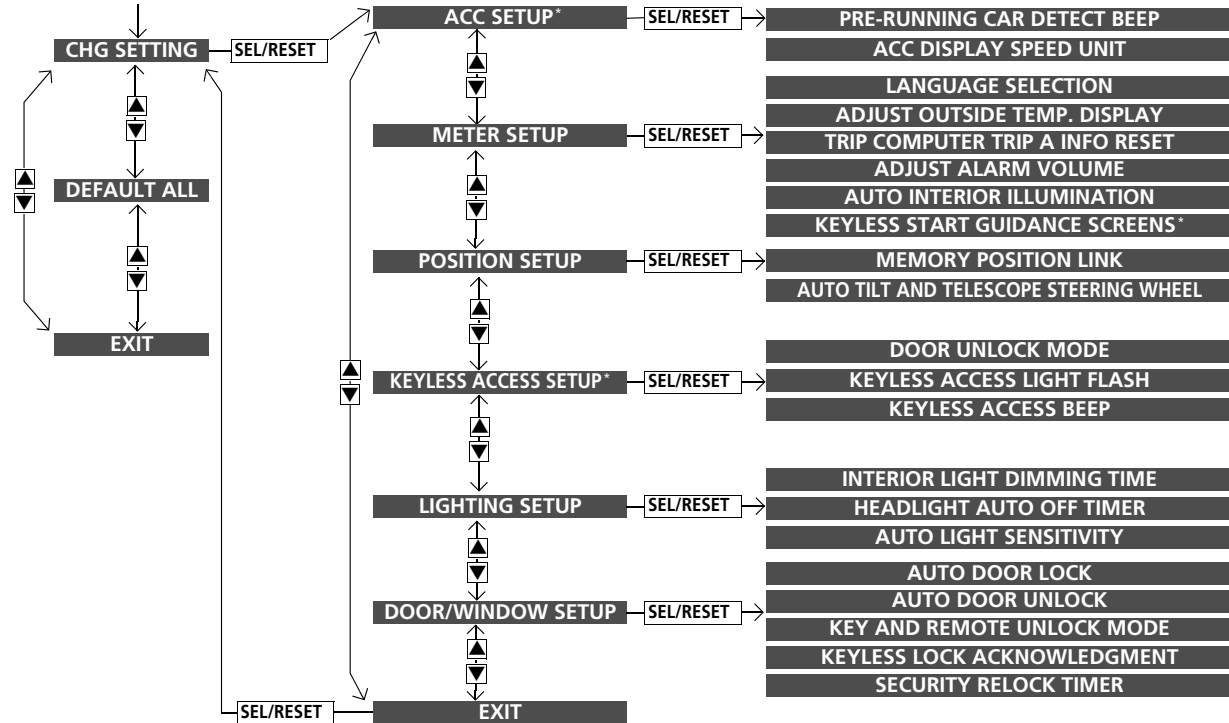 ACC SETUP* SEL/RESET PRE-RUNNING CAR DETECT BEEP
CHG SETTING SEL/RESET
ACC DISPLAY SPEED UNIT
▲
▼
LANGUAGE SELECTION
ADJUST OUTSIDE TEMP. DISPLAY
▲
▼
METER SETUP SEL/RESET TRIP COMPUTER TRIP A INFO RESET
ADJUST ALARM VOLUME
▲
▼
DEFAULT ALL
▲
▼
AUTO INTERIOR ILLUMINATION
KEYLESS START GUIDANCE SCREENS*
▲
▼
POSITION SETUP SEL/RESET MEMORY POSITION LINK
AUTO TILT AND TELESCOPE STEERING WHEEL
▲
▼
EXIT
DOOR UNLOCK MODE
▲
▼
KEYLESS ACCESS SETUP* SEL/RESET KEYLESS ACCESS LIGHT FLASH
KEYLESS ACCESS BEEP
▲
▼
INTERIOR LIGHT DIMMING TIME
LIGHTING SETUP SEL/RESET HEADLIGHT AUTO OFF TIMER
AUTO LIGHT SENSITIVITY
▲
▼
AUTO DOOR LOCK
DOOR/WINDOW SETUP SEL/RESET AUTO DOOR UNLOCK
KEY AND REMOTE UNLOCK MODE
▲
▼
KEYLESS LOCK ACKNOWLEDGMENT
SECURITY RELOCK TIMER
SEL/RESET EXIT